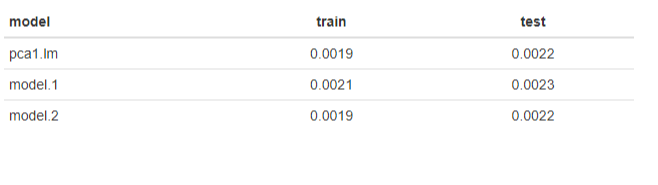 model train test
pca1.lm 0.0019 0.0022
model.1 0.0021 0.0023
model.2 0.0019 0.0022